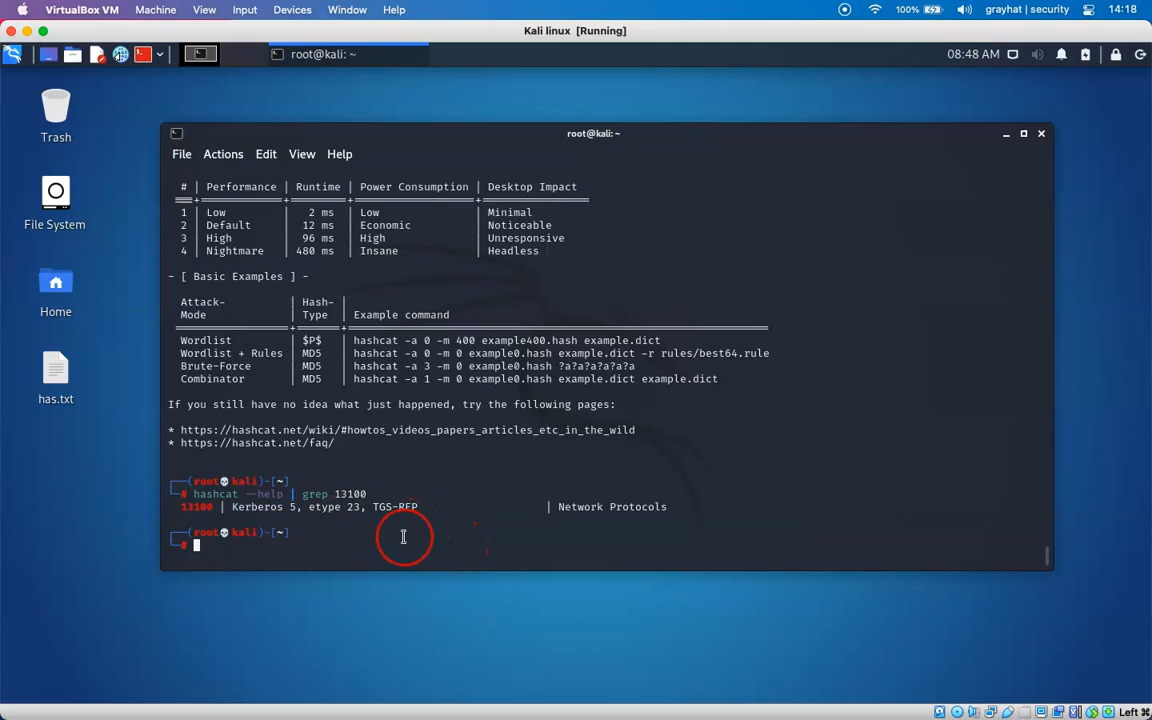 VirtualBox VM Machine View Input Devices Window Help 100% grayhat | security 14:18
Kali linux [Running]
root@kali: ~ 08:48 AM
root@kali: ~
File Actions Edit View Help
# | Performance | Runtime | Power Consumption | Desktop Impact
1 | Low | 2 ms | Low | Minimal
2 | Default | 12 ms | Economic | Noticeable
3 | High | 96 ms | High | Unresponsive
4 | Nightmare | 480 ms | Insane | Headless
- [ Basic Examples ] -
Attack- | Hash- |
Mode | Type | Example command
Wordlist | $P$ | hashcat -a 0 -m 400 example400.hash example.dict
Wordlist + Rules | MD5 | hashcat -a 0 -m 0 example0.hash example.dict -r rules/best64.rule
Brute-Force | MD5 | hashcat -a 3 -m 0 example0.hash ?a?a?a?a?a?a
Combinator | MD5 | hashcat -a 1 -m 0 example0.hash example.dict example.dict
If you still have no idea what just happened, try the following pages:
* https://hashcat.net/wiki/#howtos_videos_papers_articles_etc_in_the_wild
* https://hashcat.net/faq/
(root💀kali)-[~]
# hashcat --help | grep 13100
13100 | Kerberos 5, etype 23, TGS-REP | Network Protocols
(root💀kali)-[~]
#
Trash
File System
Home
has.txt
Left ⌘